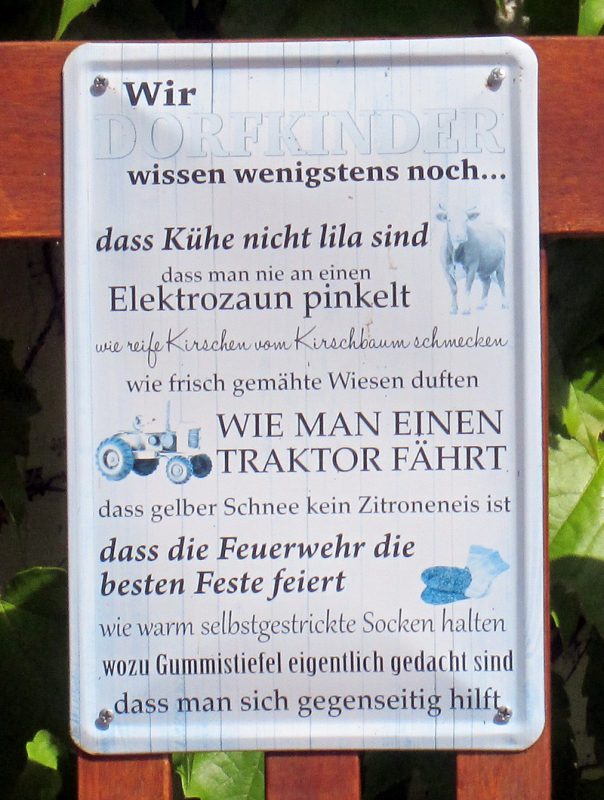 Wir
DORFKINDER
wissen wenigstens noch...
dass Kühe nicht lila sind
dass man nie an einen
Elektrozaun pinkelt
wie reife Kirschen vom Kirschbaum schmecken
wie frisch gemähte Wiesen duften
WIE MAN EINEN
TRAKTOR FÄHRT
dass gelber Schnee kein Zitroneneis ist
dass die Feuerwehr die
besten Feste feiert
wie warm selbstgestrickte Socken halten
wozu Gummistiefel eigentlich gedacht sind
dass man sich gegenseitig hilft